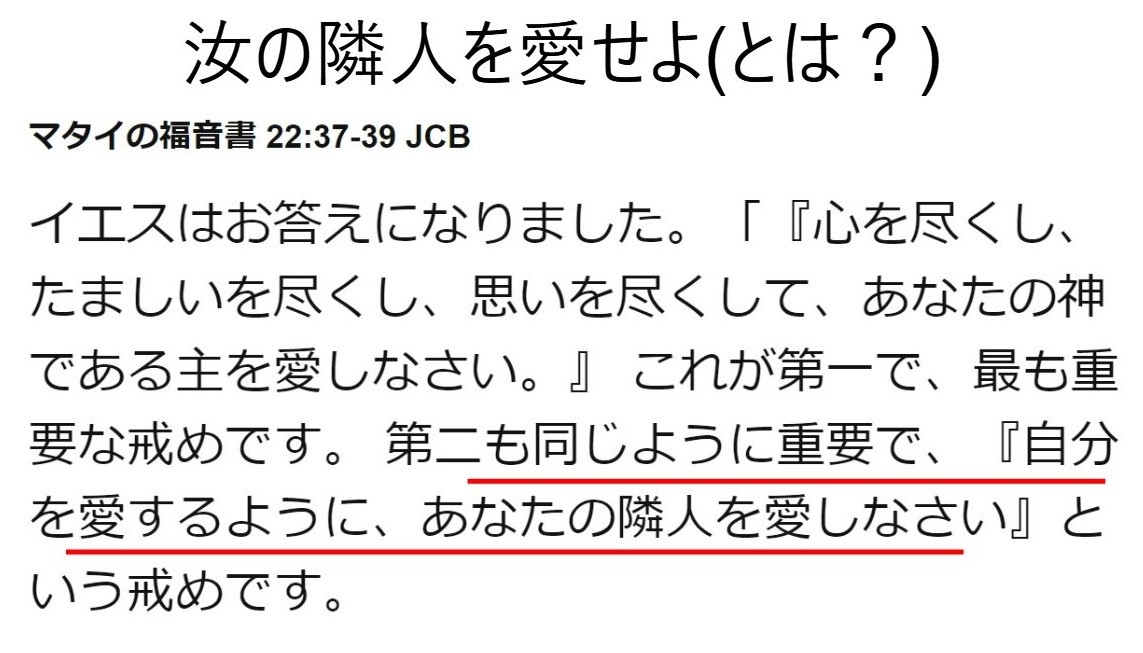 汝の隣人を愛せよ(とは？)
マタイの福音書 22:37-39 JCB
イエスはお答えになりました。「『心を尽くし、
たましいを尽くし、思いを尽くして、あなたの神
である主を愛しなさい。』 これが第一で、最も重
要な戒めです。 第二も同じように重要で、『自分
を愛するように、あなたの隣人を愛しなさい』と
いう戒めです。